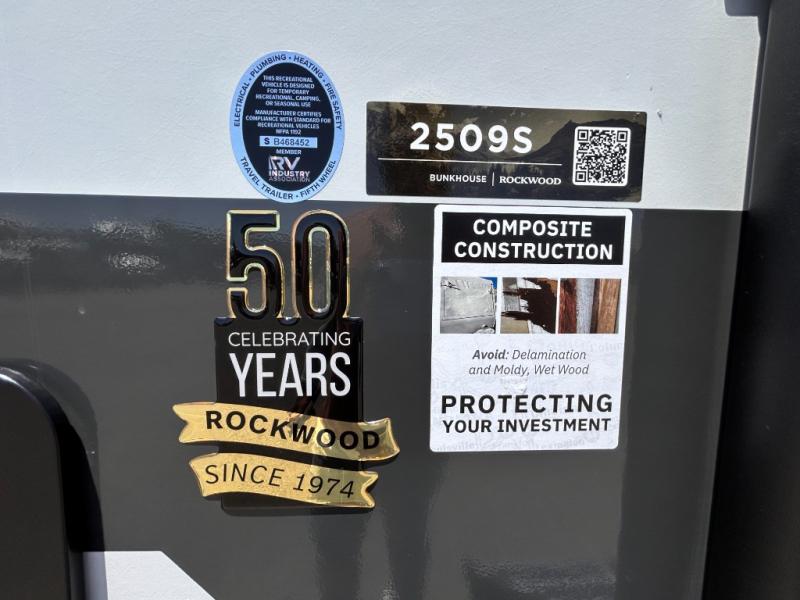 ELECTRICAL • PLUMBING • HEATING • FIRE SAFETY
THIS RECREATIONAL
VEHICLE IS DESIGNED
FOR TEMPORARY
RECREATIONAL, CAMPING,
OR SEASONAL USE
MANUFACTURER CERTIFIES
COMPLIANCE WITH STANDARD FOR
RECREATIONAL VEHICLES
NFPA 1192
S B468452
MEMBER
RV
INDUSTRY
ASSOCIATION
TRAVEL TRAILER • FIFTH WHEEL
2509S
BUNKHOUSE | ROCKWOOD
50
CELEBRATING
YEARS
ROCKWOOD
SINCE 1974
COMPOSITE
CONSTRUCTION
Avoid: Delamination
and Moldy, Wet Wood
PROTECTING
YOUR INVESTMENT